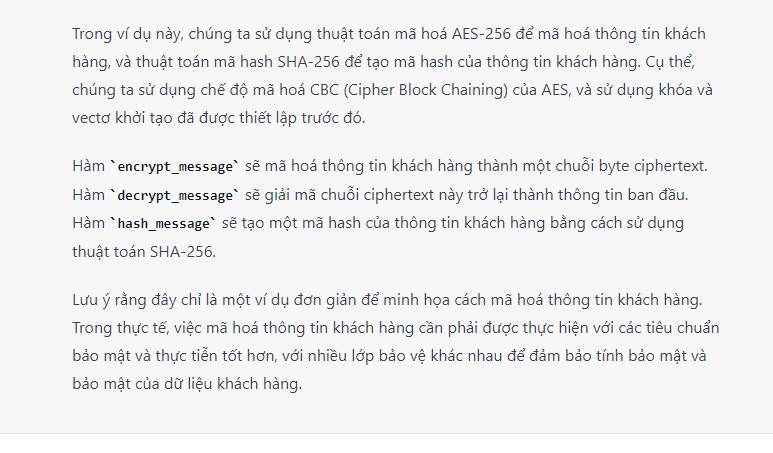 Trong ví dụ này, chúng ta sử dụng thuật toán mã hoá AES-256 để mã hoá thông tin khách
hàng, và thuật toán mã hash SHA-256 để tạo mã hash của thông tin khách hàng. Cụ thể,
chúng ta sử dụng chế độ mã hoá CBC (Cipher Block Chaining) của AES, và sử dụng khóa và
vectơ khởi tạo đã được thiết lập trước đó.
Hàm `encrypt_message` sẽ mã hoá thông tin khách hàng thành một chuỗi byte ciphertext.
Hàm `decrypt_message` sẽ giải mã chuỗi ciphertext này trở lại thành thông tin ban đầu.
Hàm `hash_message` sẽ tạo một mã hash của thông tin khách hàng bằng cách sử dụng
thuật toán SHA-256.
Lưu ý rằng đây chỉ là một ví dụ đơn giản để minh họa cách mã hoá thông tin khách hàng.
Trong thực tế, việc mã hoá thông tin khách hàng cần phải được thực hiện với các tiêu chuẩn
bảo mật và thực tiễn tốt hơn, với nhiều lớp bảo vệ khác nhau để đảm bảo tính bảo mật và
bảo mật của dữ liệu khách hàng.